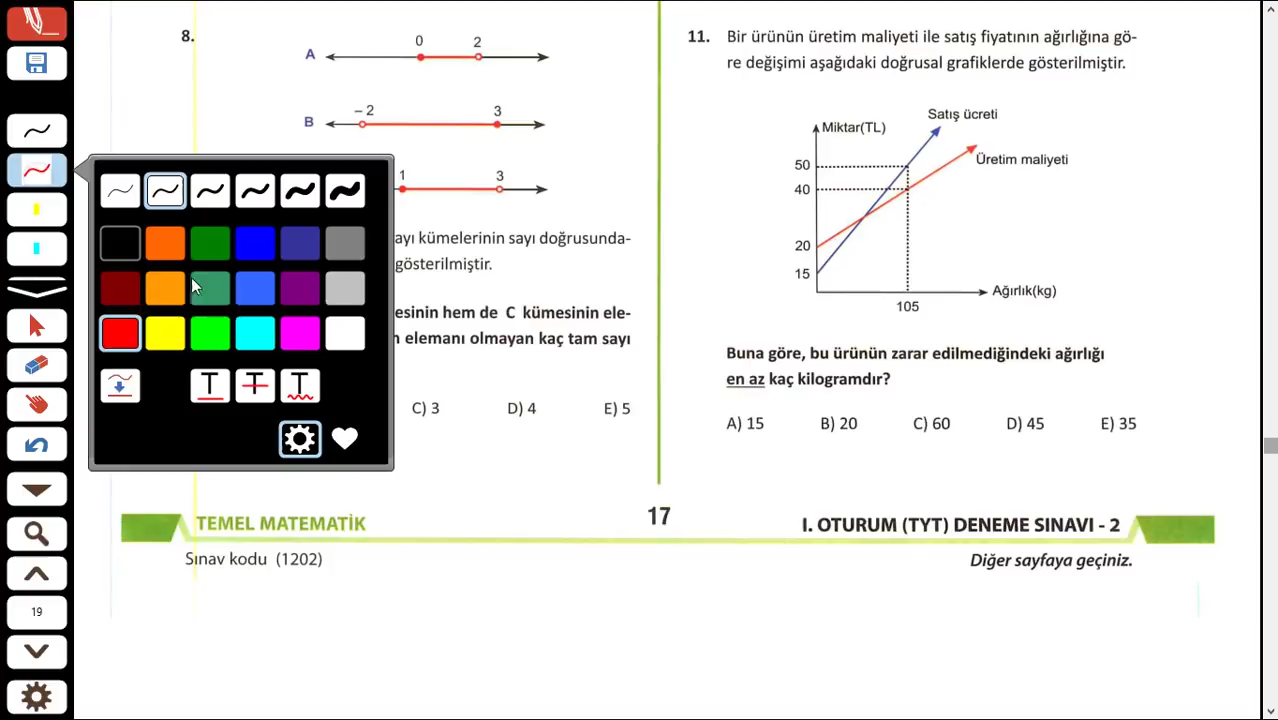 8.
0 2
A
– 2 3
B
1 3
ayı kümelerinin sayı doğrusunda-
gösterilmiştir.
esinin hem de C kümesinin ele-
n elemanı olmayan kaç tam sayı
C) 3 D) 4 E) 5
11. Bir ürünün üretim maliyeti ile satış fiyatının ağırlığına gö-
re değişimi aşağıdaki doğrusal grafiklerde gösterilmiştir.
Satış ücreti
Miktar(TL)
Üretim maliyeti
50
40
20
15
Ağırlık(kg)
105
Buna göre, bu ürünün zarar edilmediğindeki ağırlığı
en az kaç kilogramdır?
A) 15 B) 20 C) 60 D) 45 E) 35
17
TEMEL MATEMATİK
I. OTURUM (TYT) DENEME SINAVI - 2
Sınav kodu (1202)
Diğer sayfaya geçiniz.
T T T
19